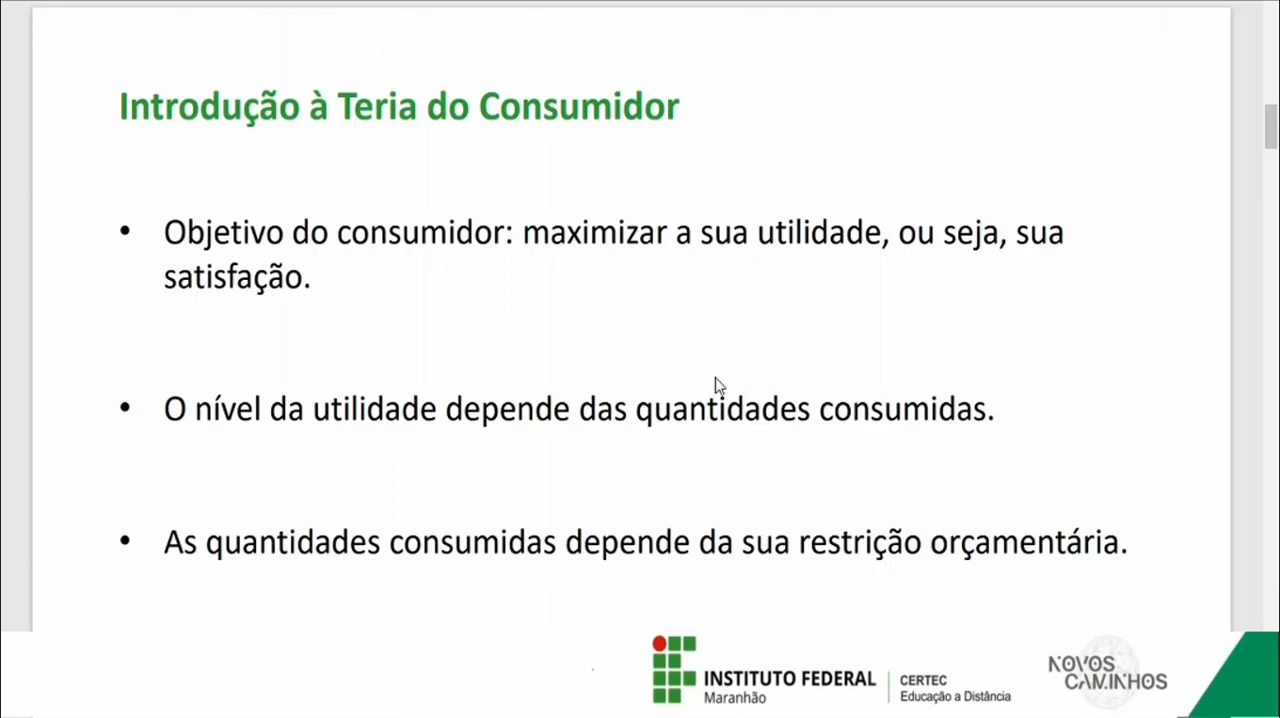 Introdução à Teria do Consumidor
• Objetivo do consumidor: maximizar a sua utilidade, ou seja, sua
satisfação.
• O nível da utilidade depende das quantidades consumidas.
• As quantidades consumidas depende da sua restrição orçamentária.
INSTITUTO FEDERAL
Maranhão
CERTEC
Educação a Distância
NOVOS
CAMINHOS